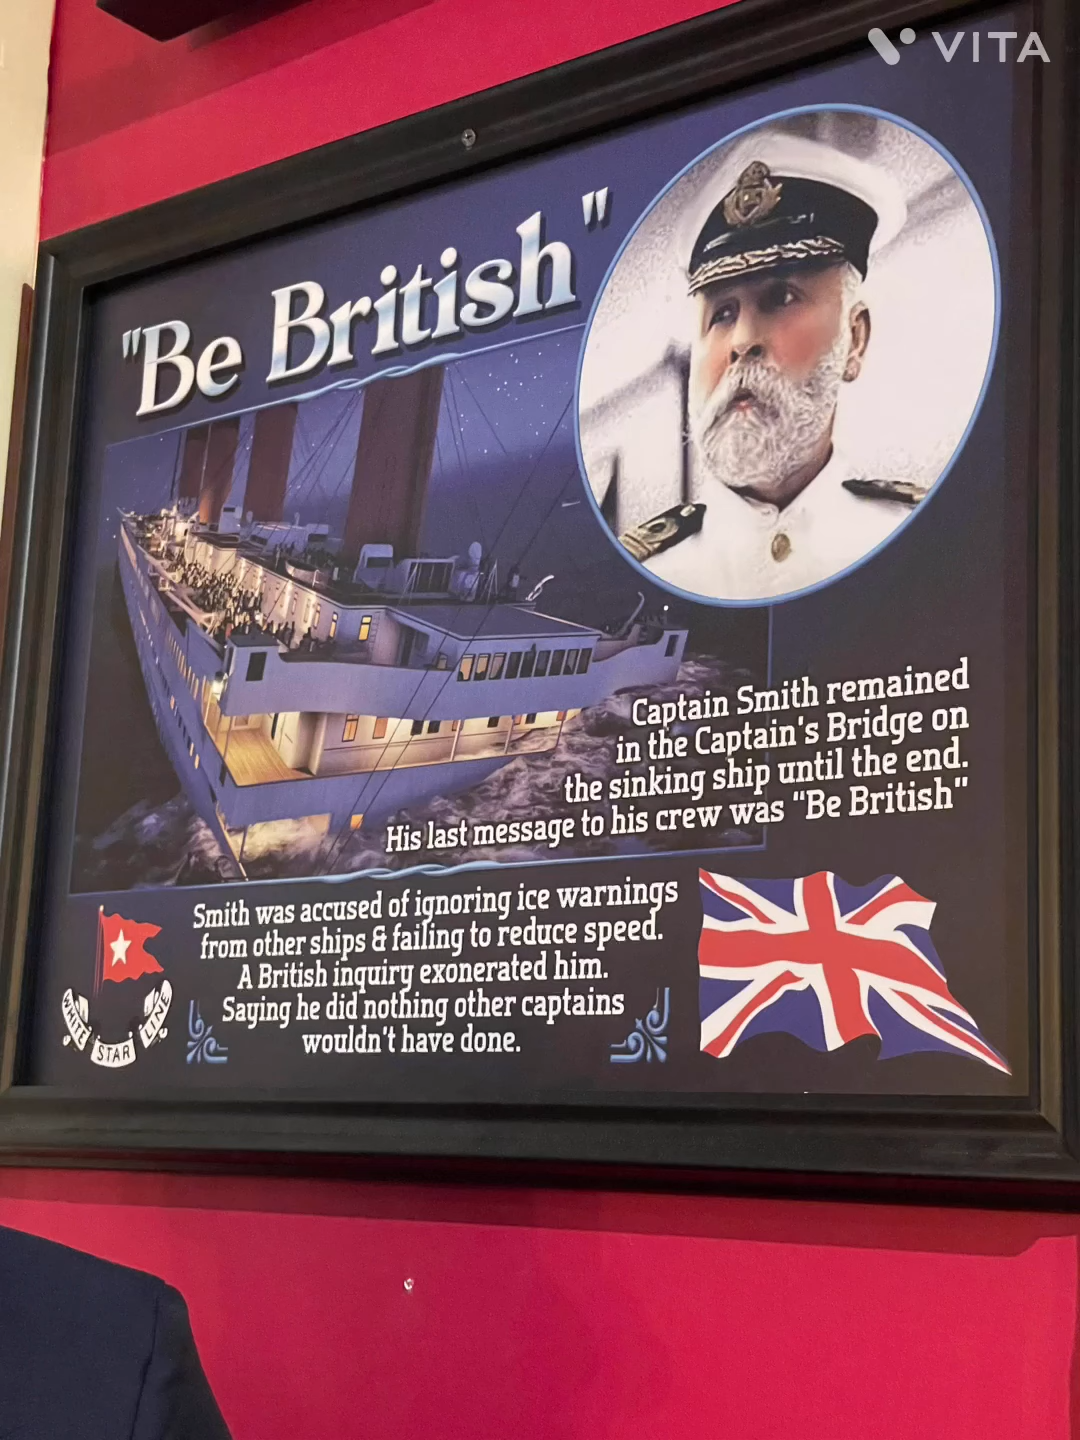 VITA
"Be British"
Captain Smith remained
in the Captain's Bridge on
the sinking ship until the end.
His last message to his crew was "Be British"
Smith was accused of ignoring ice warnings
from other ships & failing to reduce speed.
A British inquiry exonerated him.
Saying he did nothing other captains
wouldn't have done.
WHITE STAR LINE